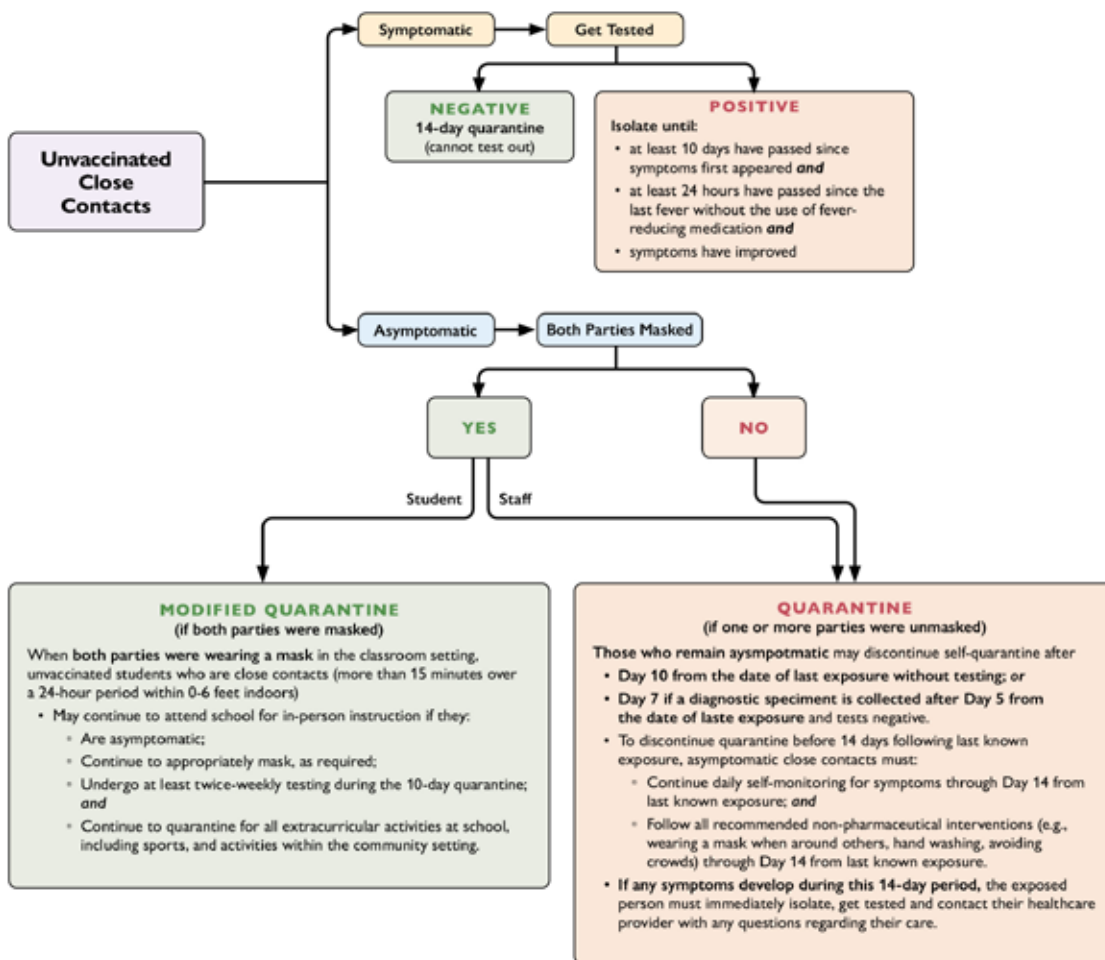 Symptomatic
Get Tested
NEGATIVE
14-day quarantine
(cannot test out)
POSITIVE
Isolate until:
• at least 10 days have passed since
symptoms first appeared and
• at least 24 hours have passed since the
last fever without the use of fever-
reducing medication and
• symptoms have improved
Unvaccinated
Close
Contacts
Asymptomatic
Both Parties Masked
YES
NO
Student
Staff
MODIFIED QUARANTINE
(if both parties were masked)
When both parties were wearing a mask in the classroom setting,
unvaccinated students who are close contacts (more than 15 minutes over
a 24-hour period within 0-6 feet indoors)
• May continue to attend school for in-person instruction if they:
Are asymptomatic;
Continue to appropriately mask, as required;
Undergo at least twice-weekly testing during the 10-day quarantine;
and
Continue to quarantine for all extracurricular activities at school,
including sports, and activities within the community setting.
QUARANTINE
(if one or more parties were unmasked)
Those who remain aysmpotmatic may discontinue self-quarantine after
• Day 10 from the date of last exposure without testing; or
• Day 7 if a diagnostic speciment is collected after Day 5 from
the date of laste exposure and tests negative.
• To discontinue quarantine before 14 days following last known
exposure, asymptomatic close contacts must:
Continue daily self-monitoring for symptoms through Day 14 from
last known exposure; and
Follow all recommended non-pharmaceutical interventions (e.g.,
wearing a mask when around others, hand washing, avoiding
crowds) through Day 14 from last known exposure.
• If any symptoms develop during this 14-day period, the exposed
person must immediately isolate, get tested and contact their healthcare
provider with any questions regarding their care.